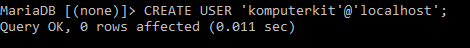 MariaDB [(none)]> CREATE USER 'komputerkit'@'localhost';
Query OK, 0 rows affected (0.011 sec)